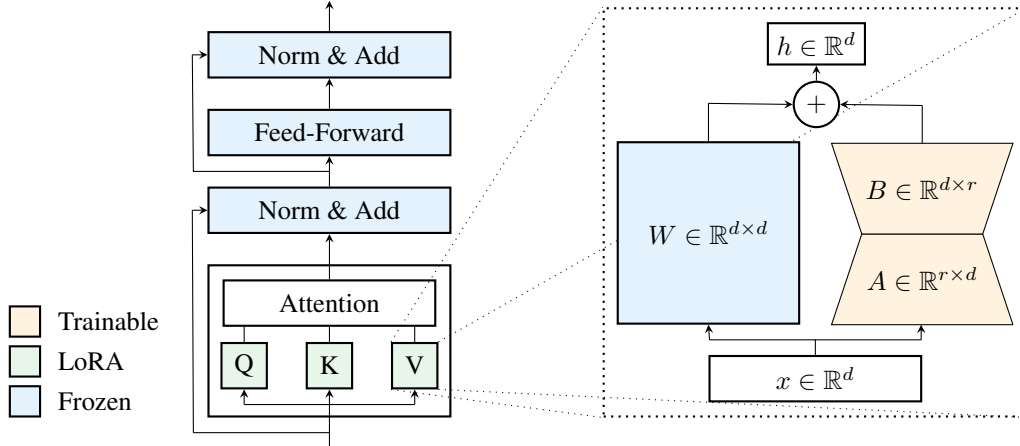 Norm & Add
Feed-Forward
Norm & Add
Attention
Q K V
Trainable
LoRA
Frozen
h ∈ ℝ^d
+
W ∈ ℝ^{d×d}
B ∈ ℝ^{d×r}
A ∈ ℝ^{r×d}
x ∈ ℝ^d